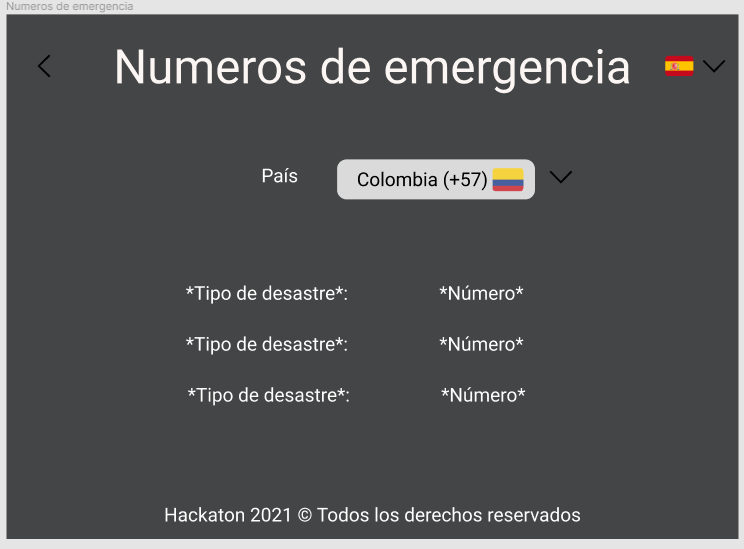 Numeros de emergencia
Numeros de emergencia
País Colombia (+57)
*Tipo de desastre*: *Número*
*Tipo de desastre*: *Número*
*Tipo de desastre*: *Número*
Hackaton 2021 © Todos los derechos reservados